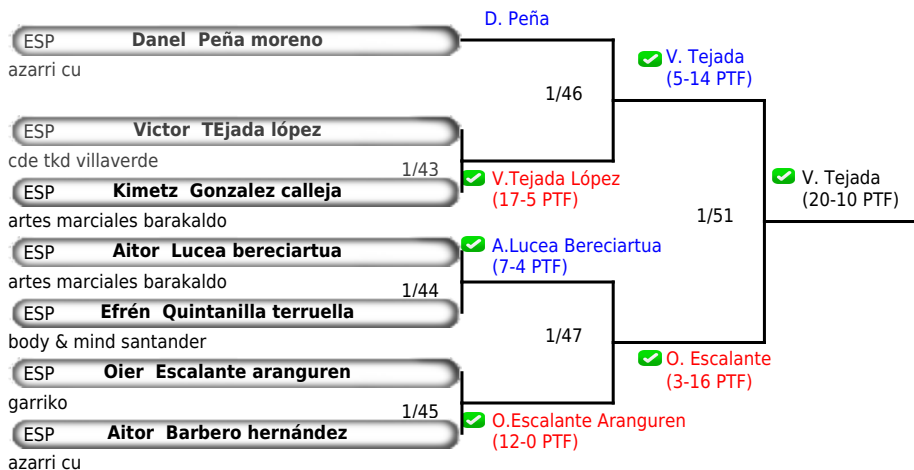 D. Peña
ESP Danel Peña moreno
azarri cu
V. Tejada
(5-14 PTF)
1/46
ESP Victor TEjada lópez
cde tkd villaverde
1/43
V.Tejada López
(17-5 PTF)
ESP Kimetz Gonzalez calleja
artes marciales barakaldo
V. Tejada
(20-10 PTF)
1/51
ESP Aitor Lucea bereciartua
artes marciales barakaldo
A.Lucea Bereciartua
(7-4 PTF)
1/44
ESP Efrén Quintanilla terruella
body & mind santander
1/47
ESP Oier Escalante aranguren
garriko
O. Escalante
(3-16 PTF)
1/45
O.Escalante Aranguren
(12-0 PTF)
ESP Aitor Barbero hernández
azarri cu